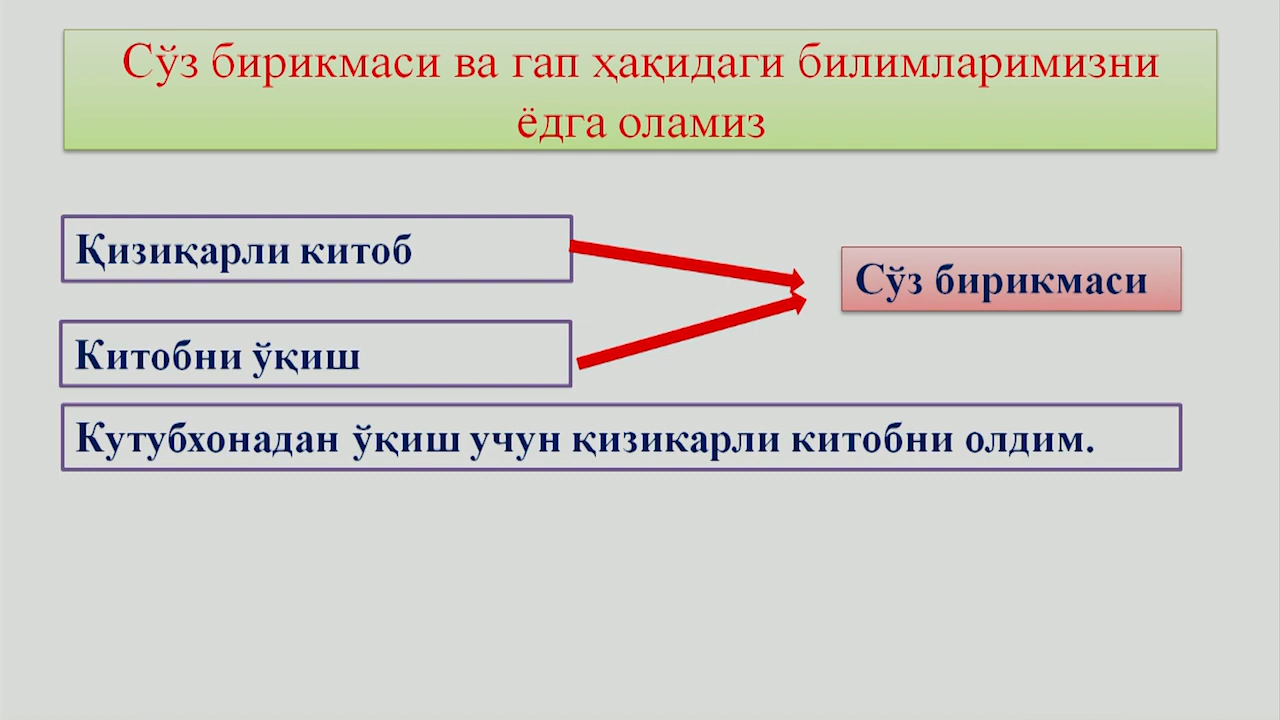 Сўз бирикмаси ва гап ҳақидаги билимларимизни
ёдга оламиз
Қизиқарли китоб
Сўз бирикмаси
Китобни ўқиш
Кутубхонадан ўқиш учун қизикарли китобни олдим.